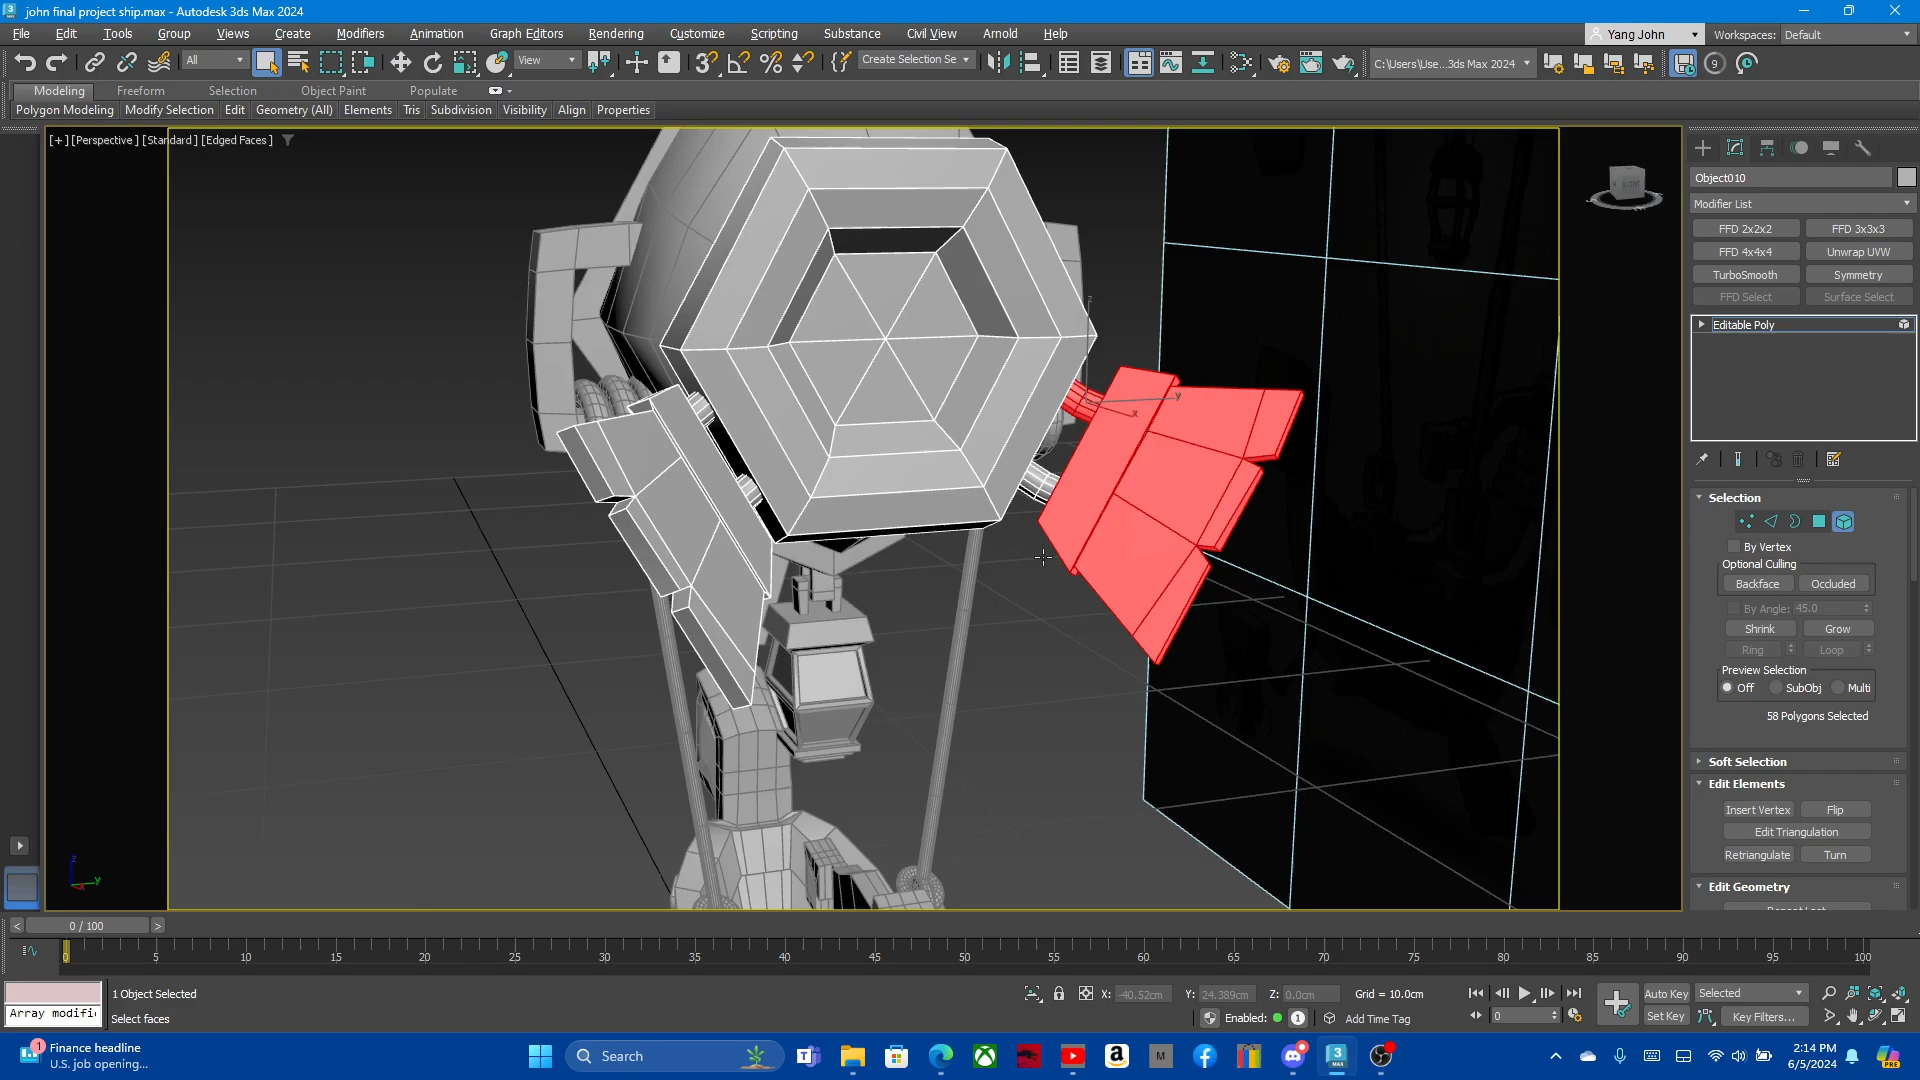 john final project ship.max - Autodesk 3ds Max 2024
File Edit Tools Group Views Create Modifiers Animation Graph Editors Rendering Customize Scripting Substance Civil View Arnold Help
Yang John Workspaces: Default
All View Create Selection Se C:\Users\Use...3ds Max 2024
Modeling Freeform Selection Object Paint Populate
Polygon Modeling Modify Selection Edit Geometry (All) Elements Tris Subdivision Visibility Align Properties
[+] [Perspective] [Standard] [Edged Faces]
z
y
x
Object010
Modifier List
FFD 2x2x2 FFD 3x3x3
FFD 4x4x4 Unwrap UVW
TurboSmooth Symmetry
FFD Select Surface Select
Editable Poly
Selection
By Vertex
Optional Culling
Backface Occluded
By Angle: 45.0
Shrink Grow
Ring Loop
Preview Selection
Off SubObj Multi
58 Polygons Selected
Soft Selection
Edit Elements
Insert Vertex Flip
Edit Triangulation
Retriangulate Turn
Edit Geometry
z
y
< 0 / 100 >
0 5 10 15 20 25 30 35 40 45 50 55 60 65 70 75 80 85 90 95 100
1 Object Selected
X: -40.52cm Y: 24.389cm Z: 0.0cm Grid = 10.0cm
Auto Key Selected
Array modifi
Select faces
Enabled: 1 Add Time Tag
0
Set Key Key Filters...
1
Finance headline
U.S. job opening...
Search
2:14 PM
6/5/2024